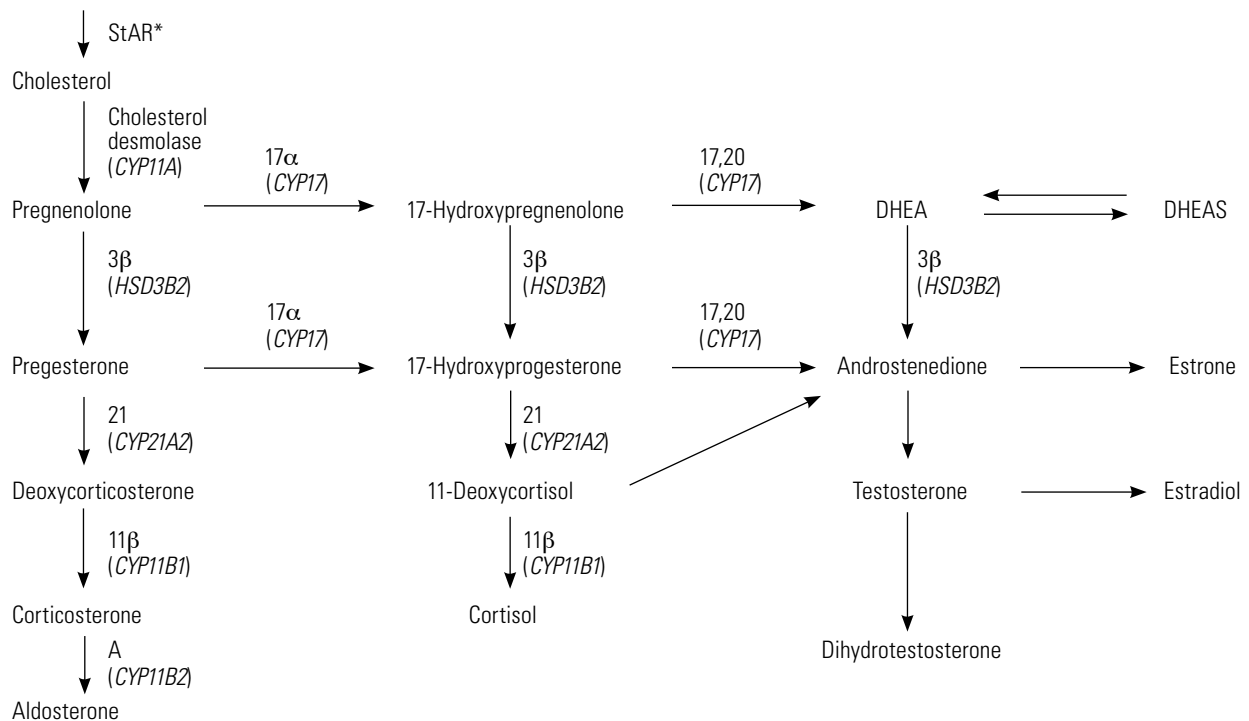 StAR*
Cholesterol
Cholesterol
desmolase
(CYP11A)
17α
(CYP17)
17,20
(CYP17)
Pregnenolone
17-Hydroxypregnenolone
DHEA
DHEAS
3β
(HSD3B2)
3β
(HSD3B2)
3β
(HSD3B2)
17α
(CYP17)
17,20
(CYP17)
Pregesterone
17-Hydroxyprogesterone
Androstenedione
Estrone
21
(CYP21A2)
21
(CYP21A2)
Deoxycorticosterone
11-Deoxycortisol
Testosterone
Estradiol
11β
(CYP11B1)
11β
(CYP11B1)
Corticosterone
Cortisol
A
(CYP11B2)
Dihydrotestosterone
Aldosterone